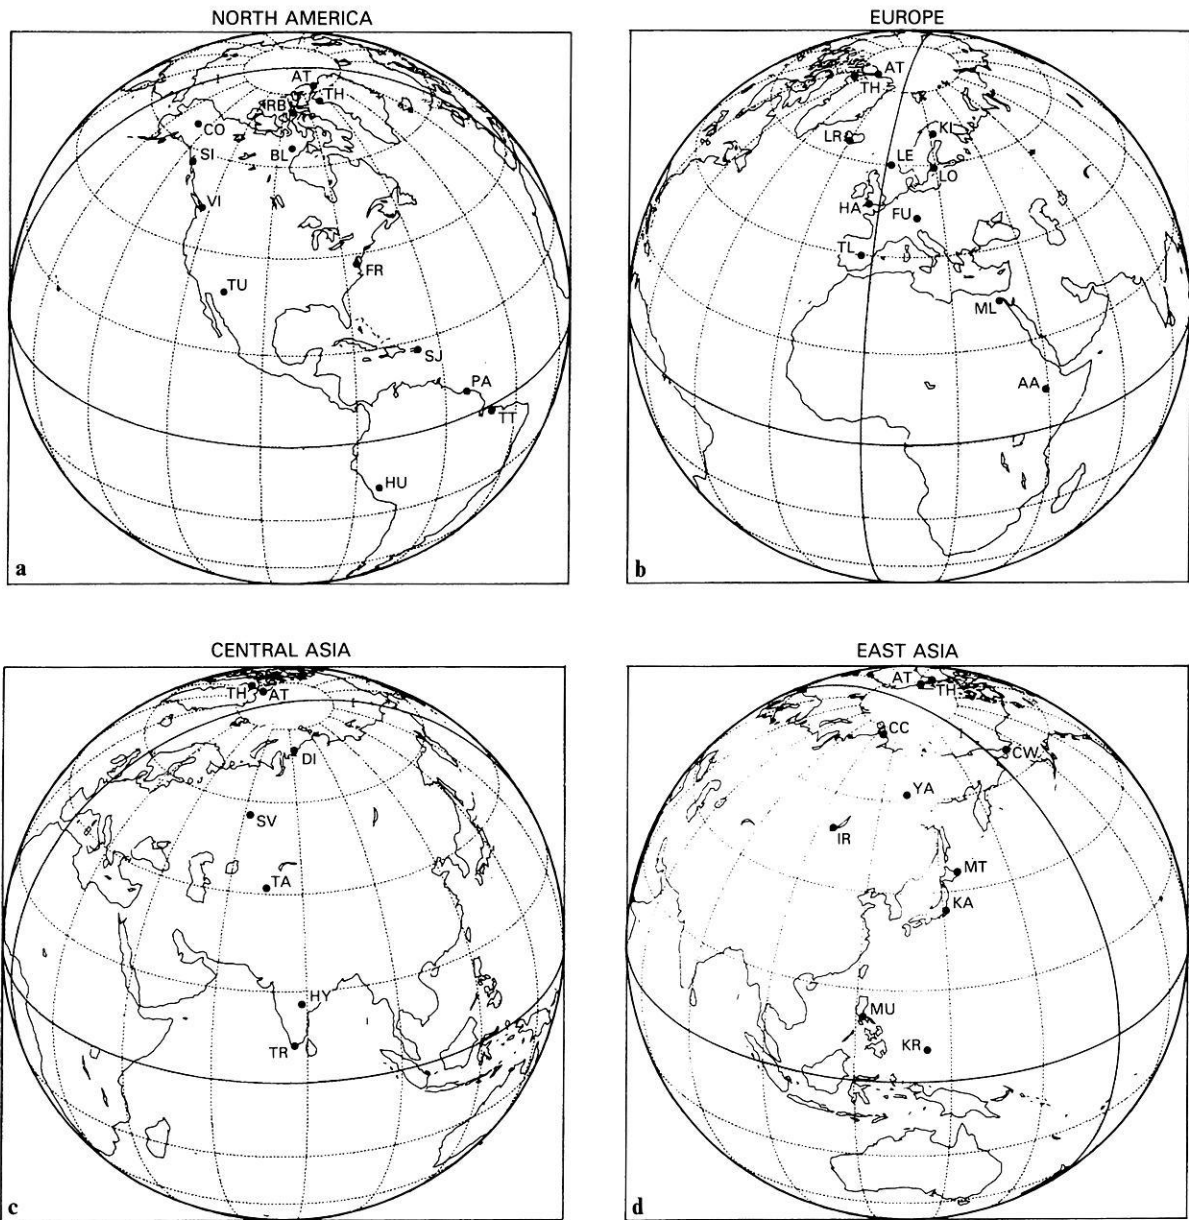 NORTH AMERICA
AT
TH
RB
CO
SI
BL
VI
FR
TU
SJ
PA
TT
HU
a
EUROPE
AT
TH
LR
KI
LE
LO
HA
FU
TL
ML
AA
b
CENTRAL ASIA
TH
AT
DI
SV
TA
HY
TR
c
EAST ASIA
AT
TH
CC
CW
YA
IR
MT
KA
MU
KR
d